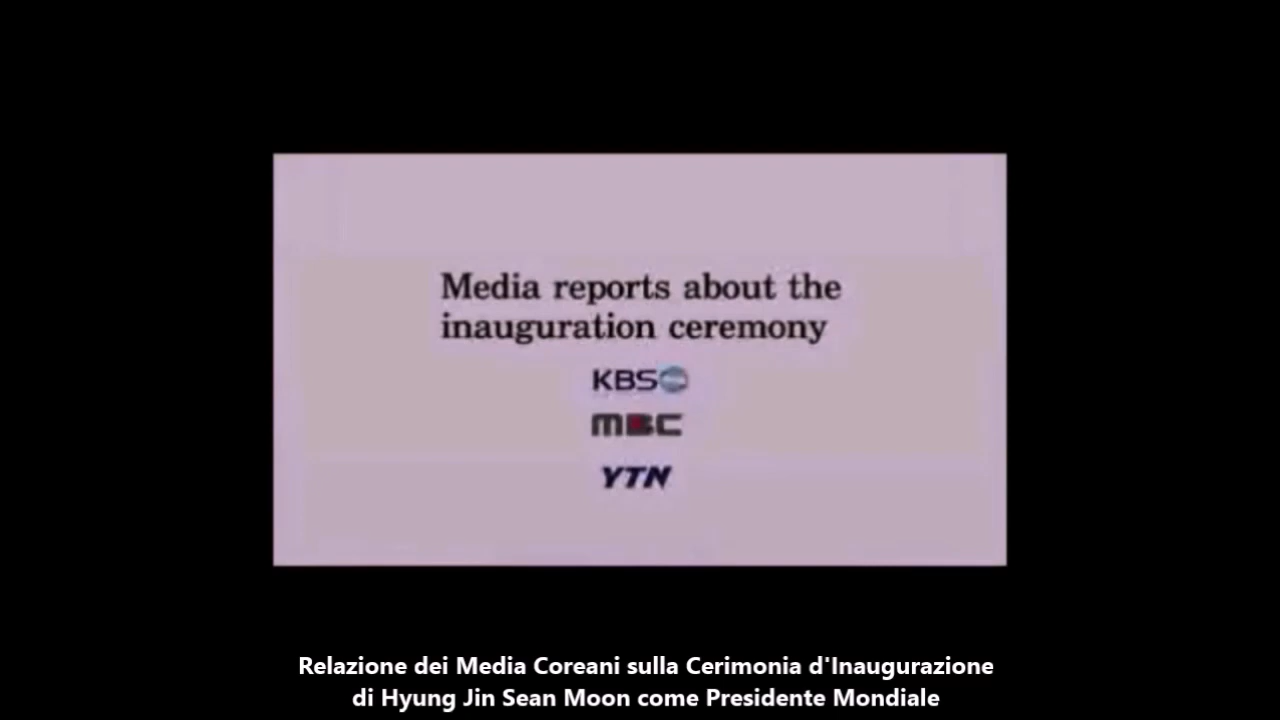 Media reports about the
inauguration ceremony
KBS
MBC
YTN
Relazione dei Media Coreani sulla Cerimonia d'Inaugurazione
di Hyung Jin Sean Moon come Presidente Mondiale